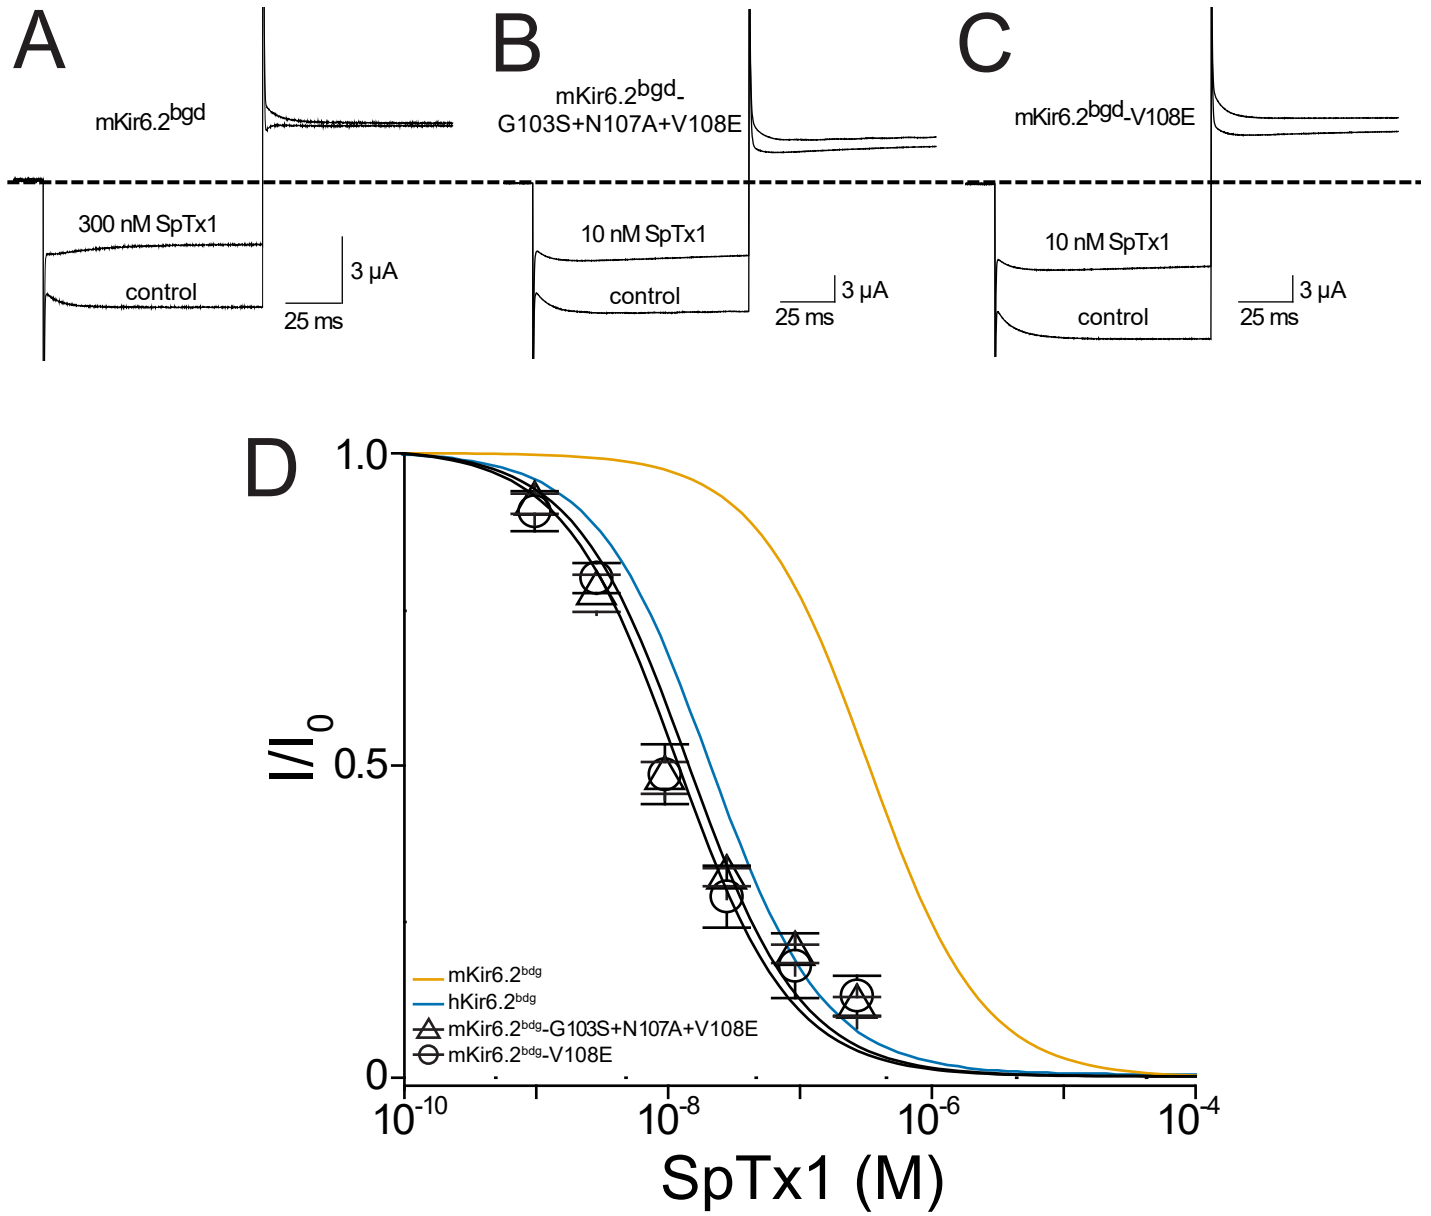 A
mKir6.2bgd
300 nM SpTx1
control
3 µA
25 ms
B
mKir6.2bgd-
G103S+N107A+V108E
10 nM SpTx1
control
3 µA
25 ms
C
mKir6.2bgd-V108E
10 nM SpTx1
control
3 µA
25 ms
D
1.0
0.5
0
I/I0
mKir6.2bdg
hKir6.2bdg
mKir6.2bdg-G103S+N107A+V108E
mKir6.2bdg-V108E
10-10
10-8
10-6
10-4
SpTx1 (M)